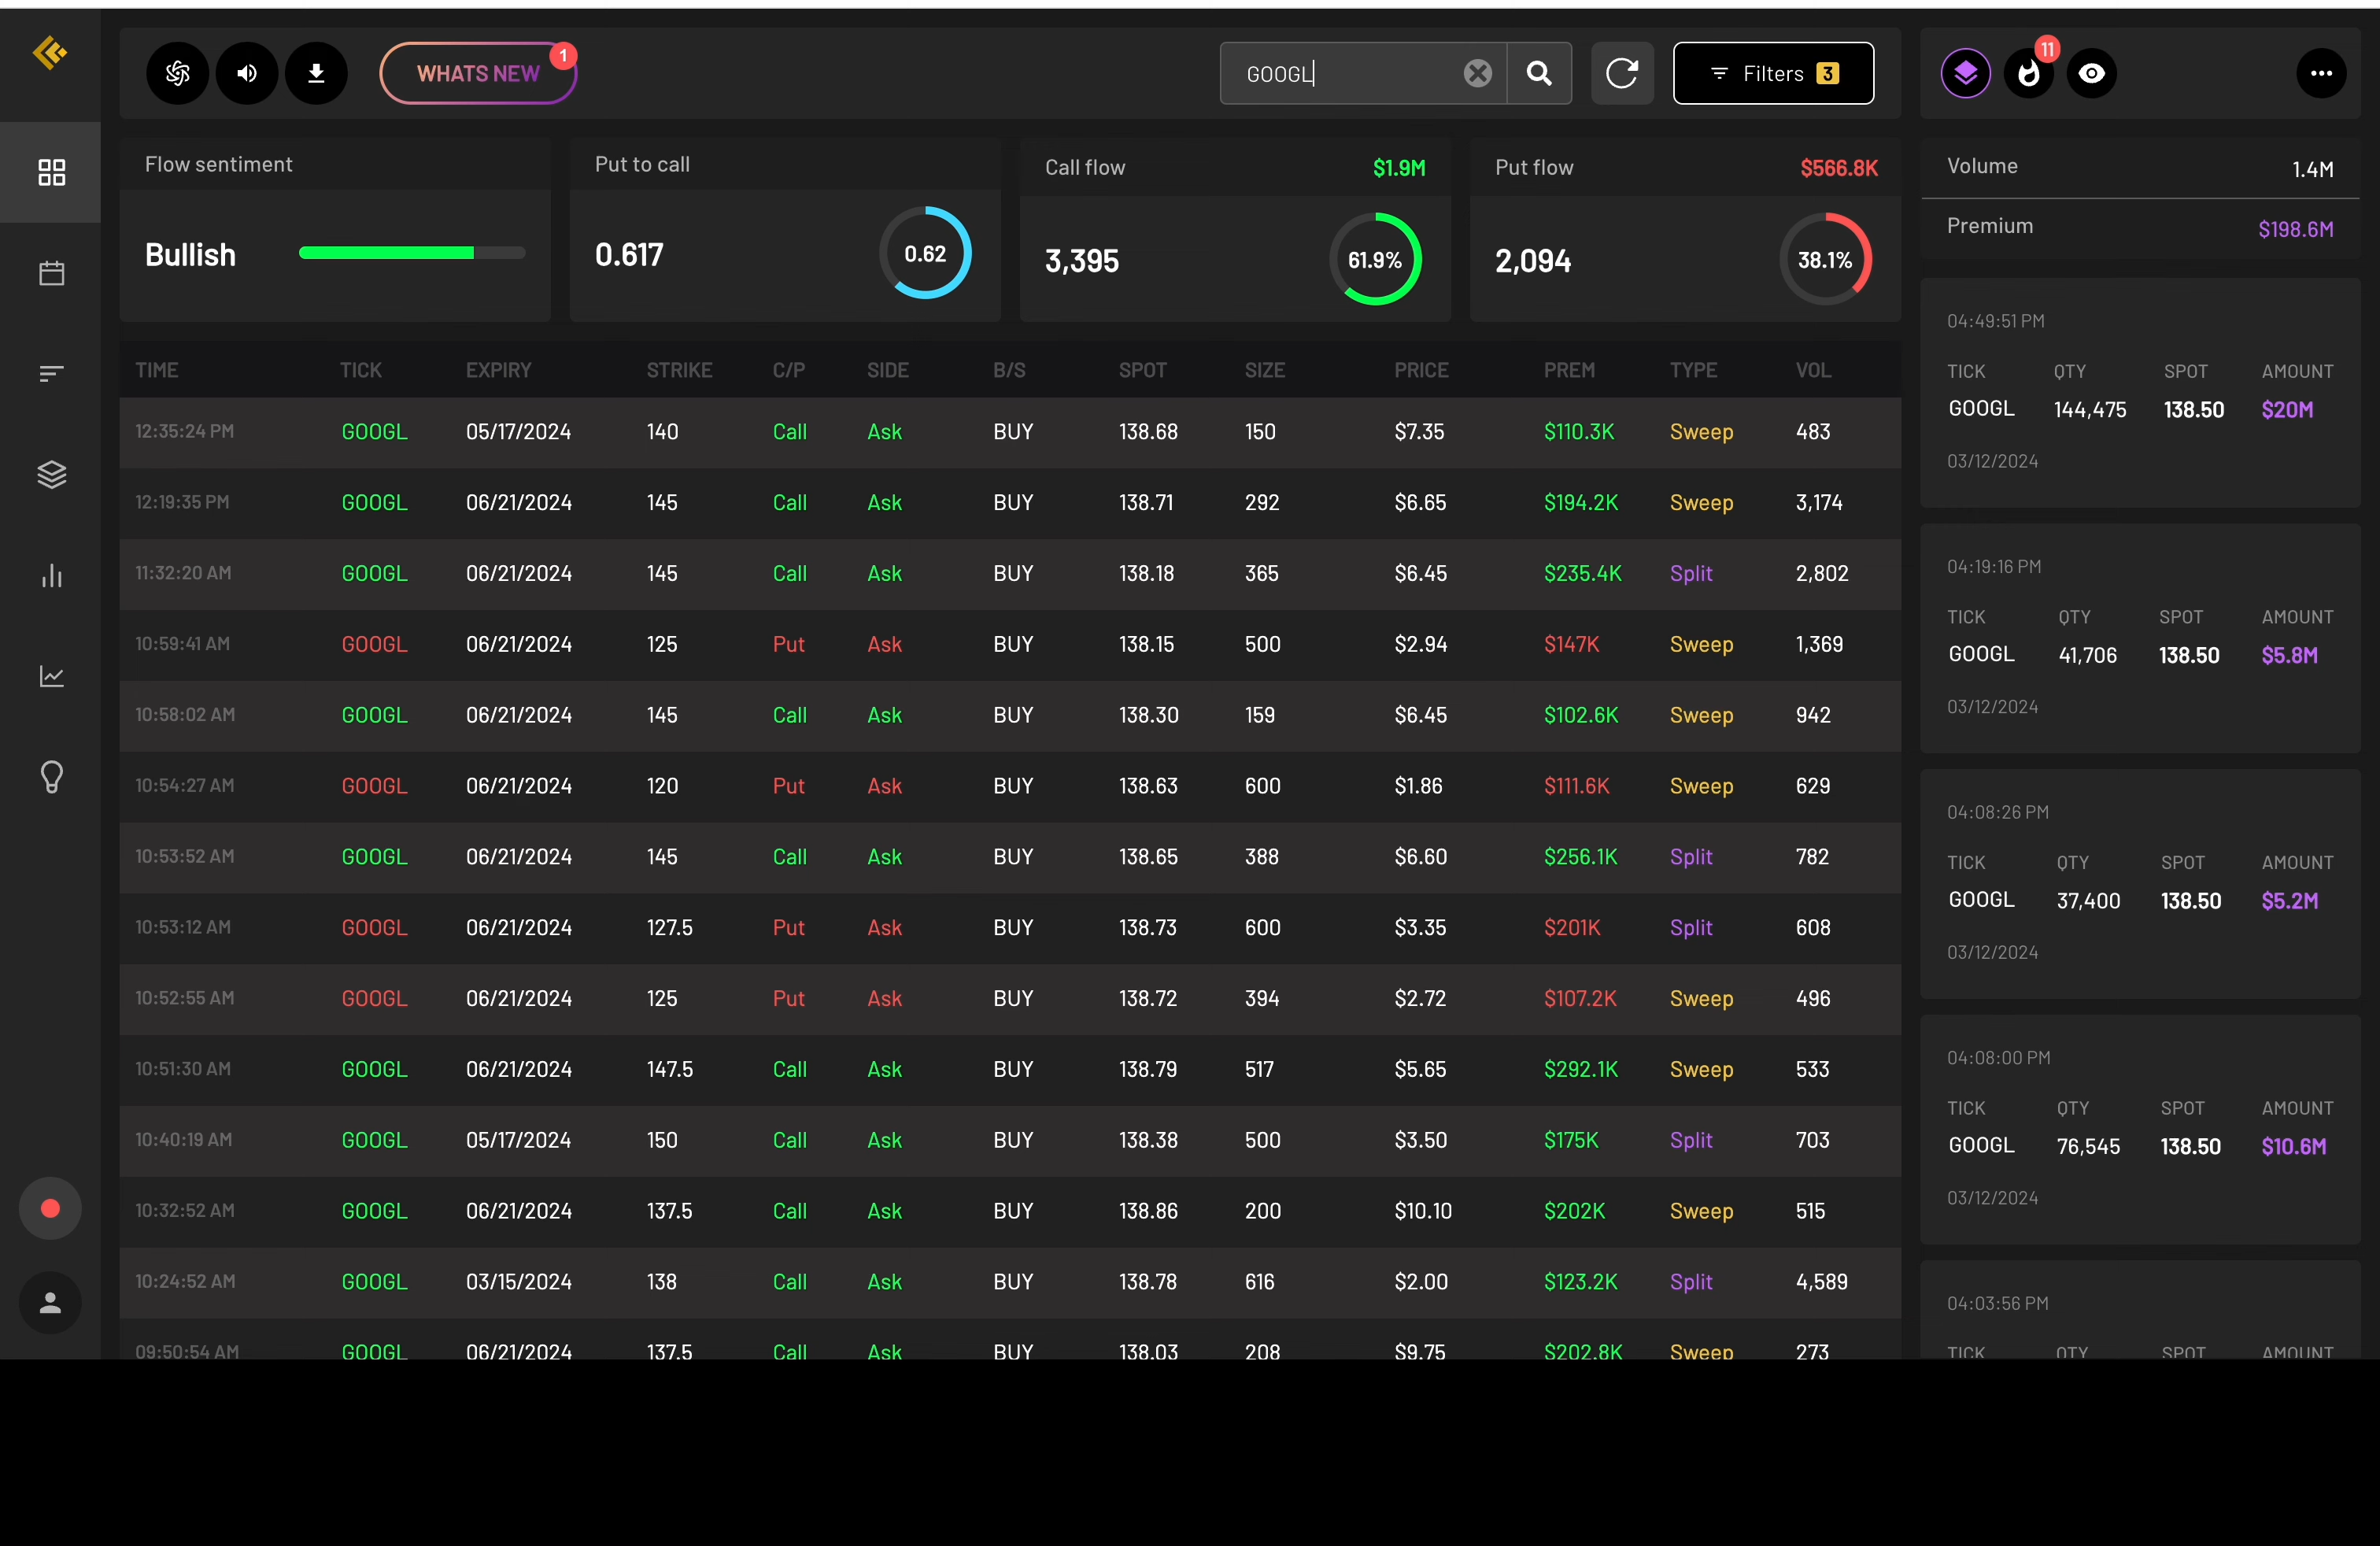 WHATS NEW 1
GOOGL
Filters 3
11
Flow sentiment
Bullish
Put to call
0.617
0.62
Call flow $1.9M
3,395
61.9%
Put flow $566.8K
2,094
38.1%
TIME TICK EXPIRY STRIKE C/P SIDE B/S SPOT SIZE PRICE PREM TYPE VOL
12:35:24 PM GOOGL 05/17/2024 140 Call Ask BUY 138.68 150 $7.35 $110.3K Sweep 483
12:19:35 PM GOOGL 06/21/2024 145 Call Ask BUY 138.71 292 $6.65 $194.2K Sweep 3,174
11:32:20 AM GOOGL 06/21/2024 145 Call Ask BUY 138.18 365 $6.45 $235.4K Split 2,802
10:59:41 AM GOOGL 06/21/2024 125 Put Ask BUY 138.15 500 $2.94 $147K Sweep 1,369
10:58:02 AM GOOGL 06/21/2024 145 Call Ask BUY 138.30 159 $6.45 $102.6K Sweep 942
10:54:27 AM GOOGL 06/21/2024 120 Put Ask BUY 138.63 600 $1.86 $111.6K Sweep 629
10:53:52 AM GOOGL 06/21/2024 145 Call Ask BUY 138.65 388 $6.60 $256.1K Split 782
10:53:12 AM GOOGL 06/21/2024 127.5 Put Ask BUY 138.73 600 $3.35 $201K Split 608
10:52:55 AM GOOGL 06/21/2024 125 Put Ask BUY 138.72 394 $2.72 $107.2K Sweep 496
10:51:30 AM GOOGL 06/21/2024 147.5 Call Ask BUY 138.79 517 $5.65 $292.1K Sweep 533
10:40:19 AM GOOGL 05/17/2024 150 Call Ask BUY 138.38 500 $3.50 $175K Split 703
10:32:52 AM GOOGL 06/21/2024 137.5 Call Ask BUY 138.86 200 $10.10 $202K Sweep 515
10:24:52 AM GOOGL 03/15/2024 138 Call Ask BUY 138.78 616 $2.00 $123.2K Split 4,589
09:50:54 AM GOOGL 06/21/2024 137.5 Call Ask BUY 138.03 208 $9.75 $202.8K Sweep 273
Volume 1.4M
Premium $198.6M
04:49:51 PM
TICK QTY SPOT AMOUNT
GOOGL 144,475 138.50 $20M
03/12/2024
04:19:16 PM
TICK QTY SPOT AMOUNT
GOOGL 41,706 138.50 $5.8M
03/12/2024
04:08:26 PM
TICK QTY SPOT AMOUNT
GOOGL 37,400 138.50 $5.2M
03/12/2024
04:08:00 PM
TICK QTY SPOT AMOUNT
GOOGL 76,545 138.50 $10.6M
03/12/2024
04:03:56 PM
TICK QTY SPOT AMOUNT